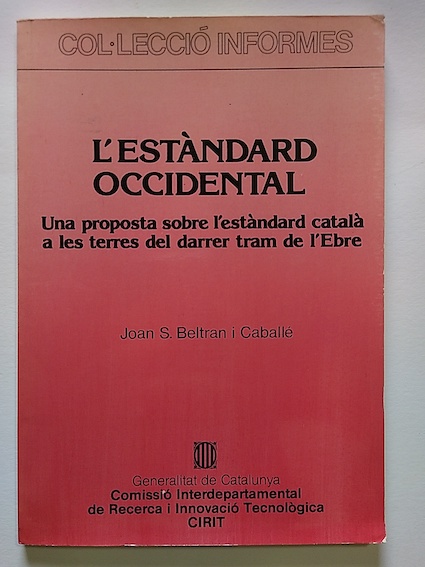 COL·LECCIÓ INFORMES
L'ESTÀNDARD
OCCIDENTAL
Una proposta sobre l'estàndard català
a les terres del darrer tram de l'Ebre
Joan S. Beltran i Caballé
Generalitat de Catalunya
Comissió Interdepartamental
de Recerca i Innovació Tecnològica
CIRIT